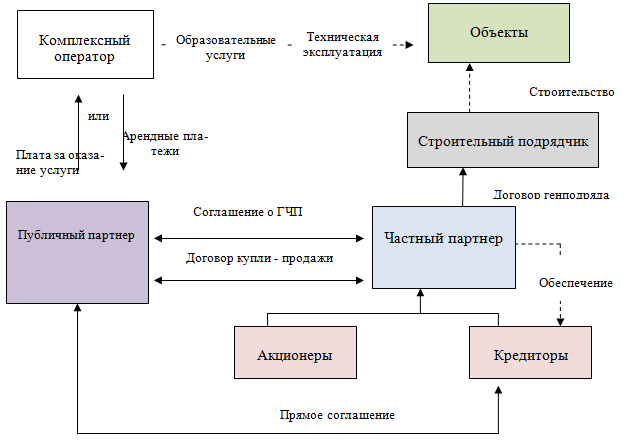 Комплексный
оператор
Образовательные
услуги
Техническая
эксплуатация
Объекты
или
Арендные пла-
тежи
Плата за оказа-
ние услуги
Строительство
Строительный подрядчик
Договор генподряда
Публичный партнер
Соглашение о ГЧП
Договор купли - продажи
Частный партнер
Обеспечение
Акционеры
Кредиторы
Прямое соглашение